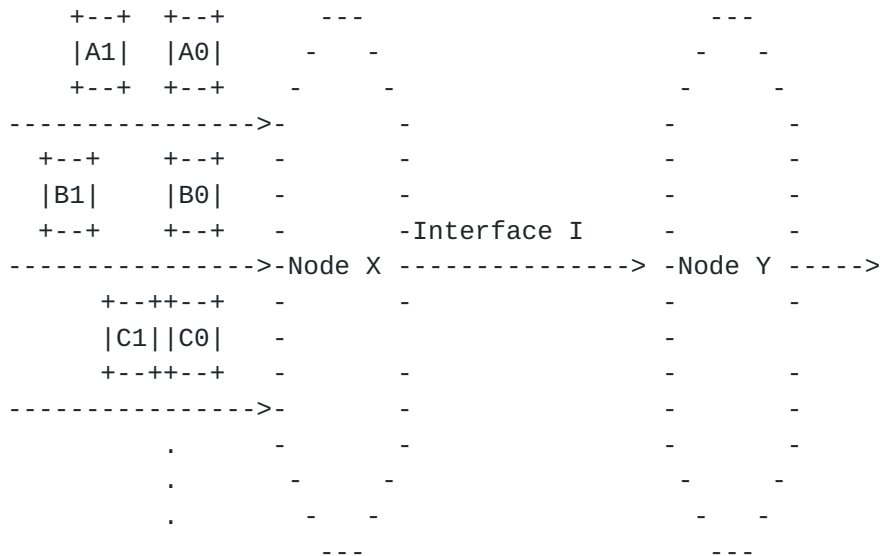 +--+  +--+      ---                      ---
    |A1|  |A0|     -   -                    -   -
    +--+  +--+    -     -                  -     -
---------------->-       -                -       -
  +--+    +--+   -       -                -       -
  |B1|    |B0|   -       -                -       -
  +--+    +--+   -       -Interface I     -       -
---------------->-Node X ---------------> -Node Y ----->
      +--++--+   -       -                -       -
      |C1||C0|   -                        -
      +--++--+   -       -                -       -
---------------->-       -                -       -
          .      -       -                -       -
          .       -     -                  -     -
          .        -   -                    -   -
                    ---                      ---